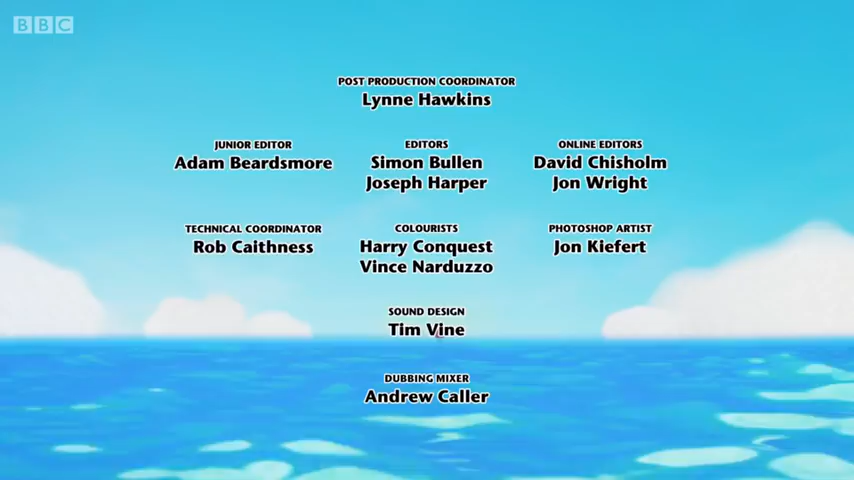 BBC
POST PRODUCTION COORDINATOR
Lynne Hawkins
JUNIOR EDITOR
Adam Beardsmore
EDITORS
Simon Bullen
Joseph Harper
ONLINE EDITORS
David Chisholm
Jon Wright
TECHNICAL COORDINATOR
Rob Caithness
COLOURISTS
Harry Conquest
Vince Narduzzo
PHOTOSHOP ARTIST
Jon Kiefert
SOUND DESIGN
Tim Vine
DUBBING MIXER
Andrew Caller